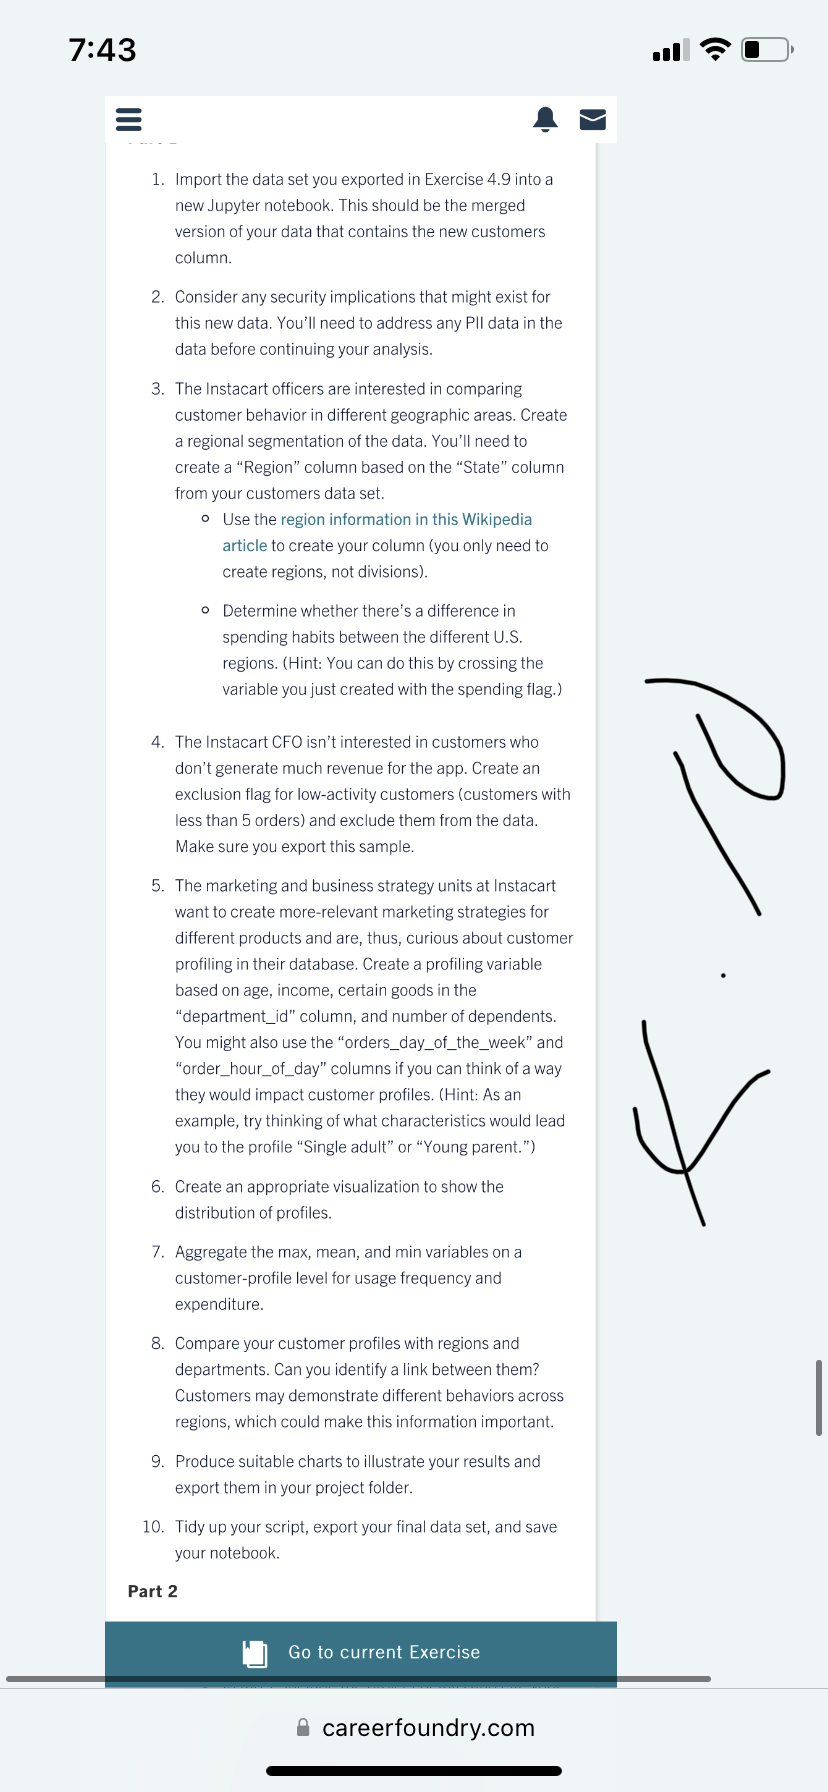 7:43
1. Import the data set you exported in Exercise 4.9 into a
new Jupyter notebook. This should be the merged
version of your data that contains the new customers
column.
2. Consider any security implications that might exist for
this new data. You'll need to address any PII data in the
data before continuing your analysis.
3. The Instacart officers are interested in comparing
customer behavior in different geographic areas. Create
a regional segmentation of the data. You'll need to
create a “Region” column based on the “State” column
from your customers data set.
Use the region information in this Wikipedia
article to create your column (you only need to
create regions, not divisions).
Determine whether there's a difference in
spending habits between the different U.S.
regions. (Hint: You can do this by crossing the
variable you just created with the spending flag.)
4. The Instacart CFO isn't interested in customers who
don't generate much revenue for the app. Create an
exclusion flag for low-activity customers (customers with
less than 5 orders) and exclude them from the data.
Make sure you export this sample.
5. The marketing and business strategy units at Instacart
want to create more-relevant marketing strategies for
different products and are, thus, curious about customer
profiling in their database. Create a profiling variable
based on age, income, certain goods in the
“department_id” column, and number of dependents.
You might also use the “orders_day_of_the_week” and
“order_hour_of_day” columns if you can think of a way
they would impact customer profiles. (Hint: As an
example, try thinking of what characteristics would lead
you to the profile “Single adult” or “Young parent.”)
6. Create an appropriate visualization to show the
distribution of profiles.
7. Aggregate the max, mean, and min variables on a
customer-profile level for usage frequency and
expenditure.
8. Compare your customer profiles with regions and
departments. Can you identify a link between them?
Customers may demonstrate different behaviors across
regions, which could make this information important.
9. Produce suitable charts to illustrate your results and
export them in your project folder.
10. Tidy up your script, export your final data set, and save
your notebook.
Part 2
Go to current Exercise
careerfoundry.com